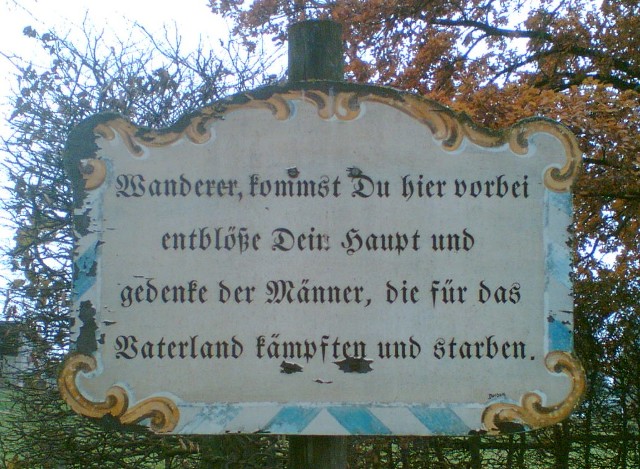 Wanderer, kommst Du hier vorbei
entblöße Dein Haupt und
gedenke der Männer, die für das
Vaterland kämpften und starben.